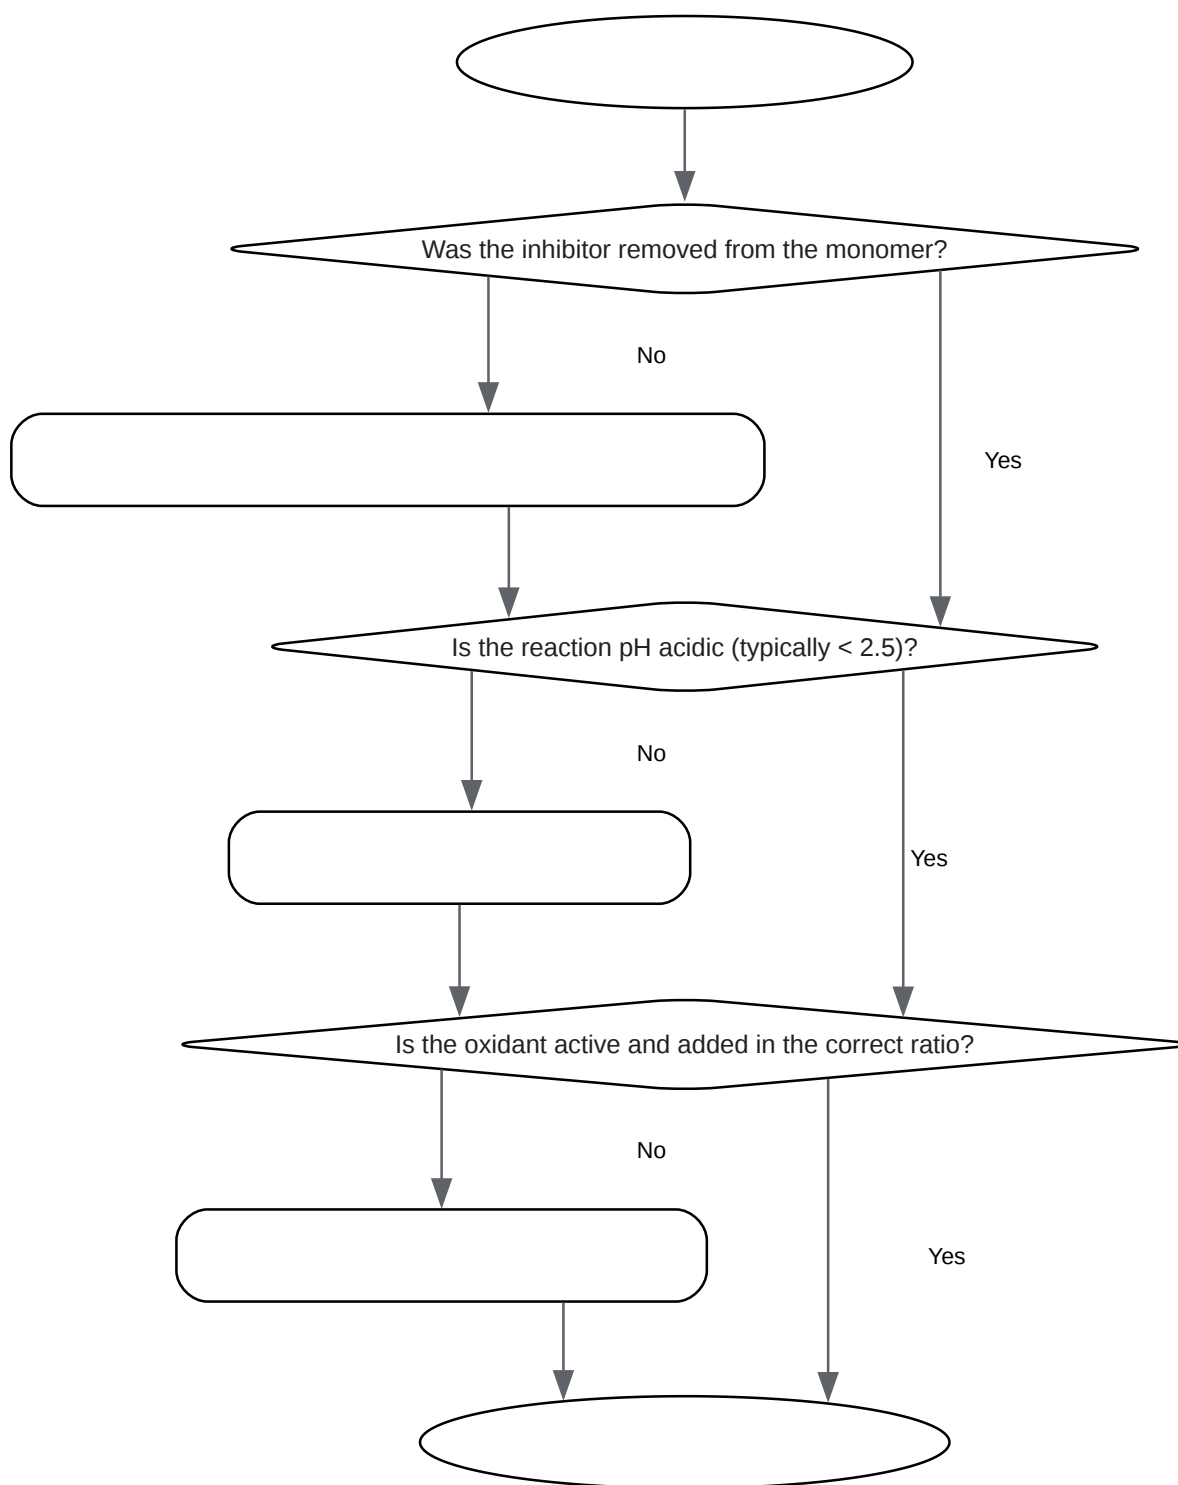 Was the inhibitor removed from the monomer?
No
Yes
Is the reaction pH acidic (typically < 2.5)?
No
Yes
Is the oxidant active and added in the correct ratio?
No
Yes